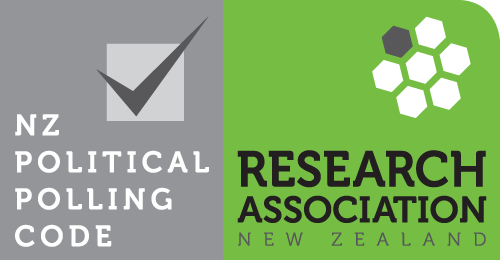 NZ
POLITICAL
POLLING
CODE
RESEARCH
ASSOCIATION
NEW ZEALAND